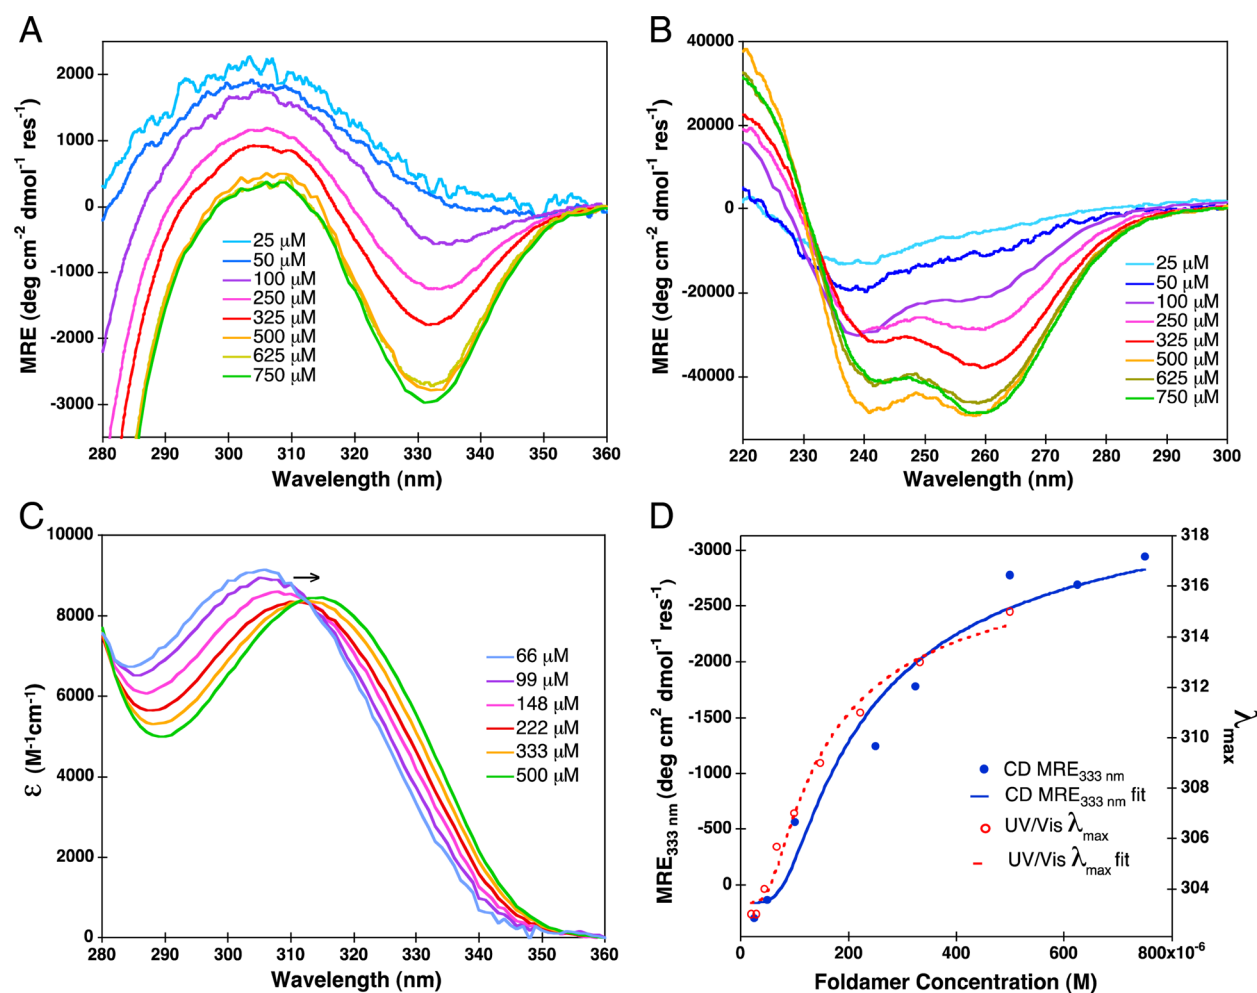 A
2000
1000
0
-1000
-2000
-3000
MRE (deg cm⁻² dmol⁻¹ res⁻¹)
25 μM
50 μM
100 μM
250 μM
325 μM
500 μM
625 μM
750 μM
280 290 300 310 320 330 340 350 360
Wavelength (nm)
B
40000
20000
0
-20000
-40000
MRE (deg cm⁻² dmol⁻¹ res⁻¹)
25 μM
50 μM
100 μM
250 μM
325 μM
500 μM
625 μM
750 μM
220 230 240 250 260 270 280 290 300
Wavelength (nm)
C
10000
8000
6000
4000
2000
0
ε (M⁻¹cm⁻¹)
→
66 μM
99 μM
148 μM
222 μM
333 μM
500 μM
280 290 300 310 320 330 340 350 360
Wavelength (nm)
D
-3000
-2500
-2000
-1500
-1000
-500
0
MRE₃₃₃ ₙₘ (deg cm² dmol⁻¹ res⁻¹)
318
316
314
312
310
308
306
304
λmax
CD MRE₃₃₃ ₙₘ
CD MRE₃₃₃ ₙₘ fit
UV/Vis λmax
UV/Vis λmax fit
0 200 400 600 800x10⁻⁶
Foldamer Concentration (M)